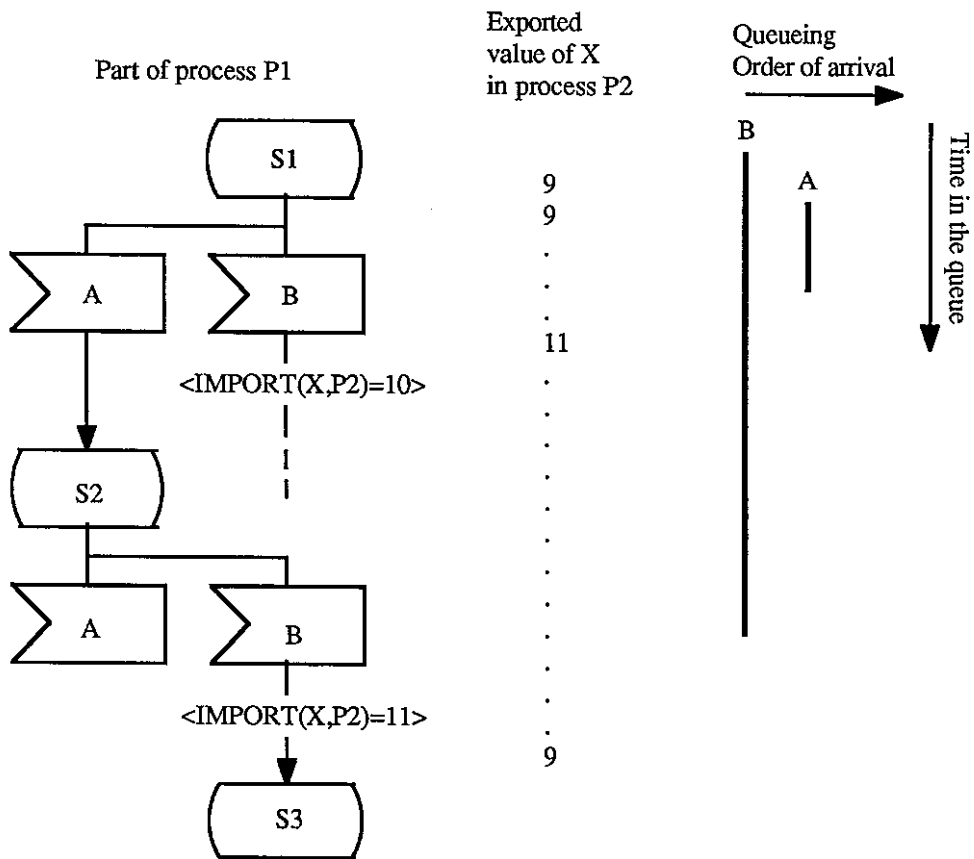 Part of process P1
Exported
value of X
in process P2
Queueing
Order of arrival
B
A
Time in the queue
S1
9
9
.
A
B
.
.
11
<IMPORT(X,P2)=10>
.
.
.
S2
.
.
.
.
A
B
.
.
<IMPORT(X,P2)=11>
.
.
9
S3